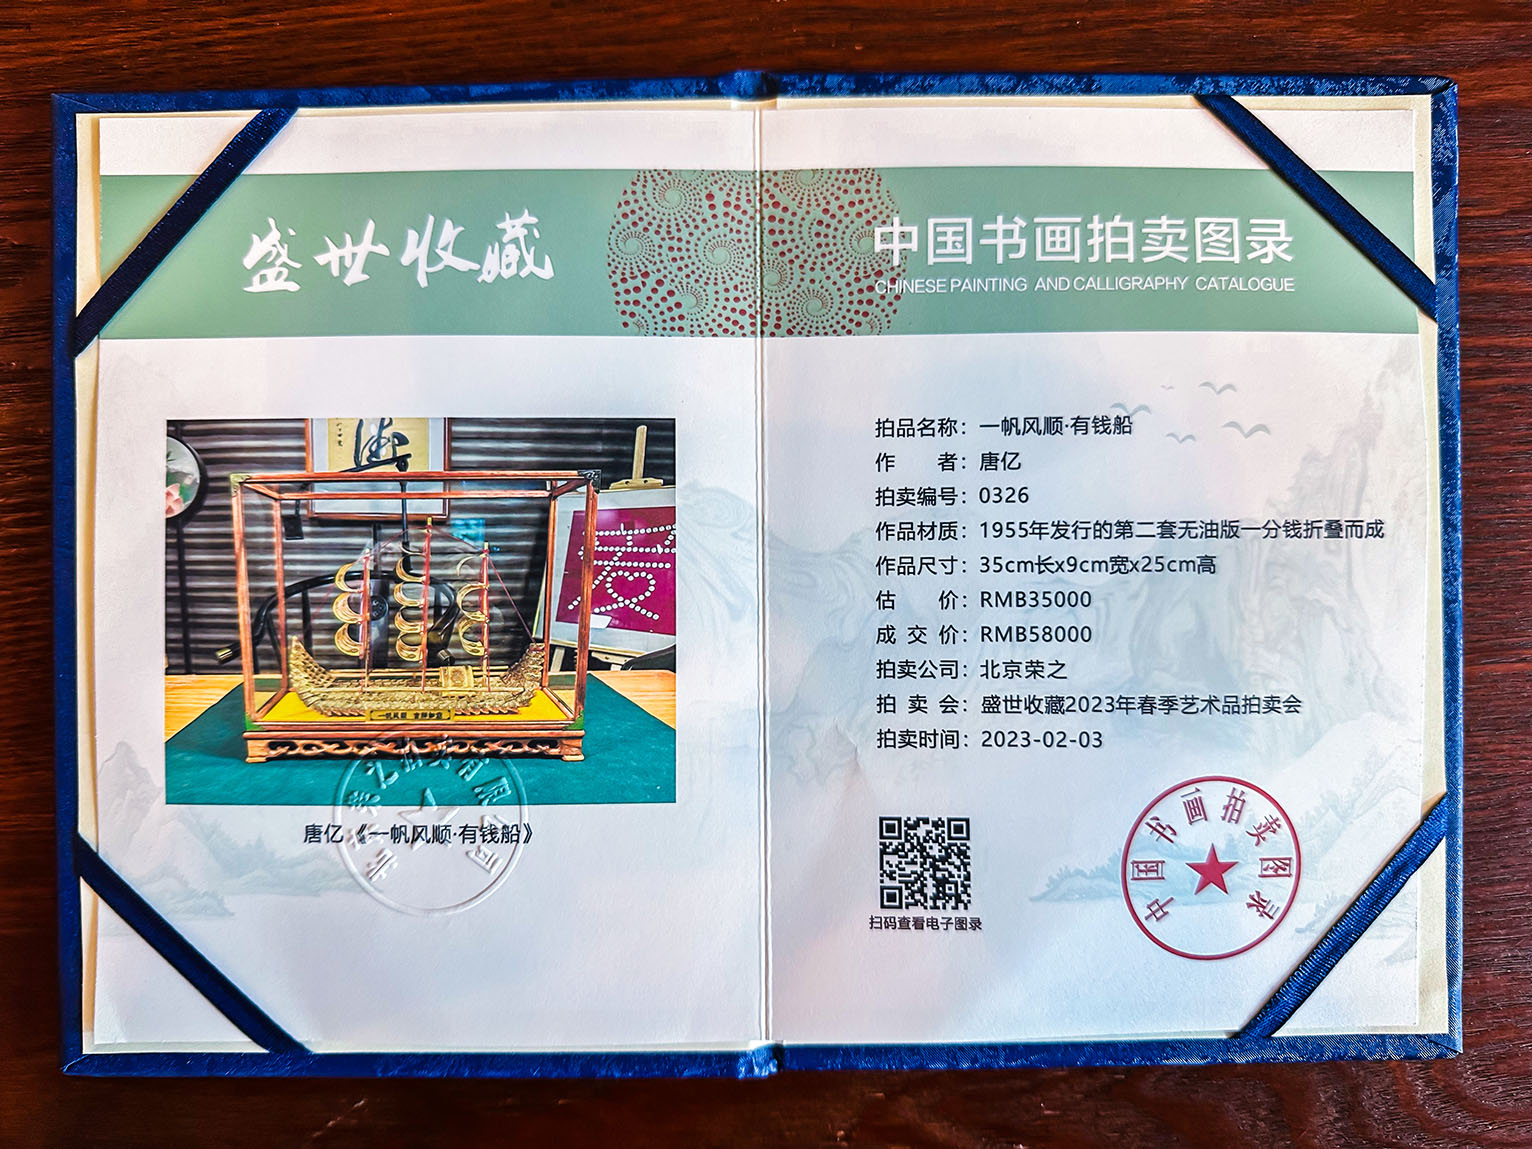 盛世收藏
中国书画拍卖图录
CHINESE PAINTING AND CALLIGRAPHY CATALOGUE
一帆风顺
唐亿《一帆风顺·有钱船》
拍品名称：一帆风顺·有钱船
作者：唐亿
拍卖编号：0326
作品材质：1955年发行的第二套无油版一分钱折叠而成
作品尺寸：35cm长x9cm宽x25cm高
估价：RMB35000
成交价：RMB58000
拍卖公司：北京荣之
拍卖会：盛世收藏2023年春季艺术品拍卖会
拍卖时间：2023-02-03
扫码查看电子图录
中国书画拍卖图录